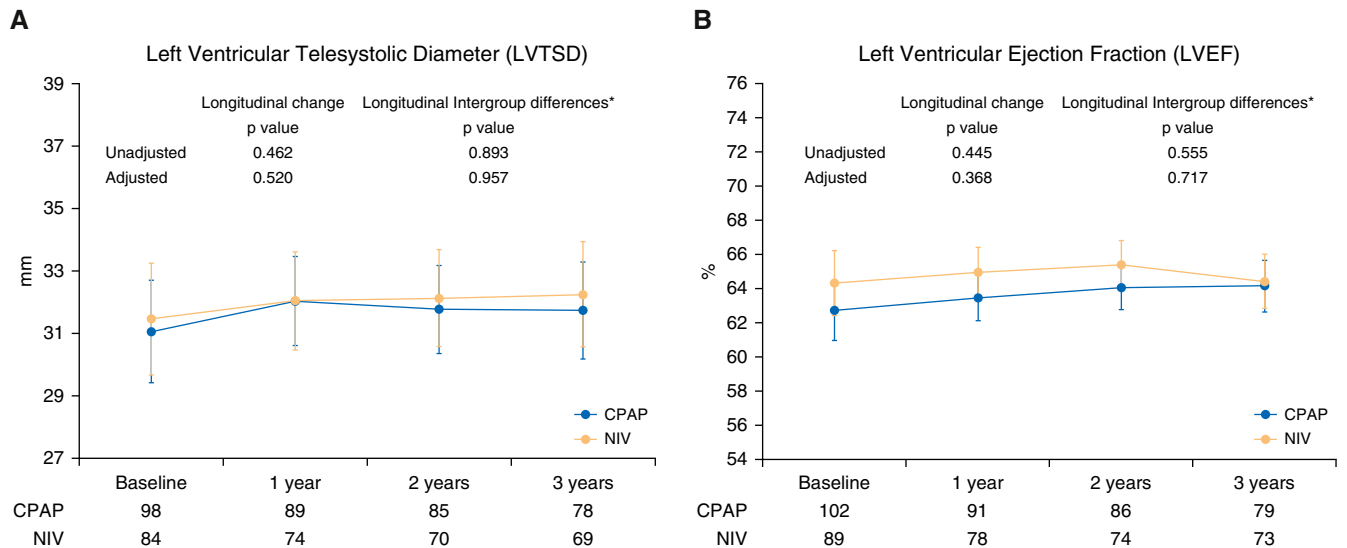 A
Left Ventricular Telesystolic Diameter (LVTSD)
39
37
35
33
31
29
27
mm
Longitudinal change Longitudinal Intergroup differences*
p value p value
Unadjusted 0.462 0.893
Adjusted 0.520 0.957
CPAP
NIV
Baseline 1 year 2 years 3 years
CPAP 98 89 85 78
NIV 84 74 70 69
B
Left Ventricular Ejection Fraction (LVEF)
76
74
72
70
68
66
64
62
60
58
56
54
%
Longitudinal change Longitudinal Intergroup differences*
p value p value
Unadjusted 0.445 0.555
Adjusted 0.368 0.717
CPAP
NIV
Baseline 1 year 2 years 3 years
CPAP 102 91 86 79
NIV 89 78 74 73